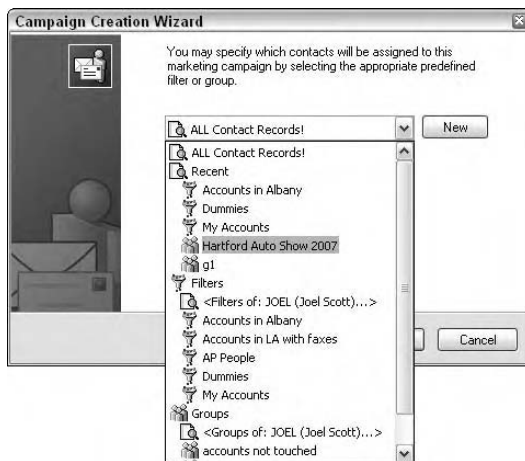 Campaign Creation Wizard
You may specify which contacts will be assigned to this
marketing campaign by selecting the appropriate predefined
filter or group.
ALL Contact Records!
New
ALL Contact Records!
Recent
Accounts in Albany
Dummies
My Accounts
Hartford Auto Show 2007
g1
Filters
<Filters of: JOEL (Joel Scott)...>
Accounts in Albany
Accounts in LA with faxes
AP People
Dummies
My Accounts
Groups
<Groups of: JOEL (Joel Scott)...>
accounts not touched
Cancel